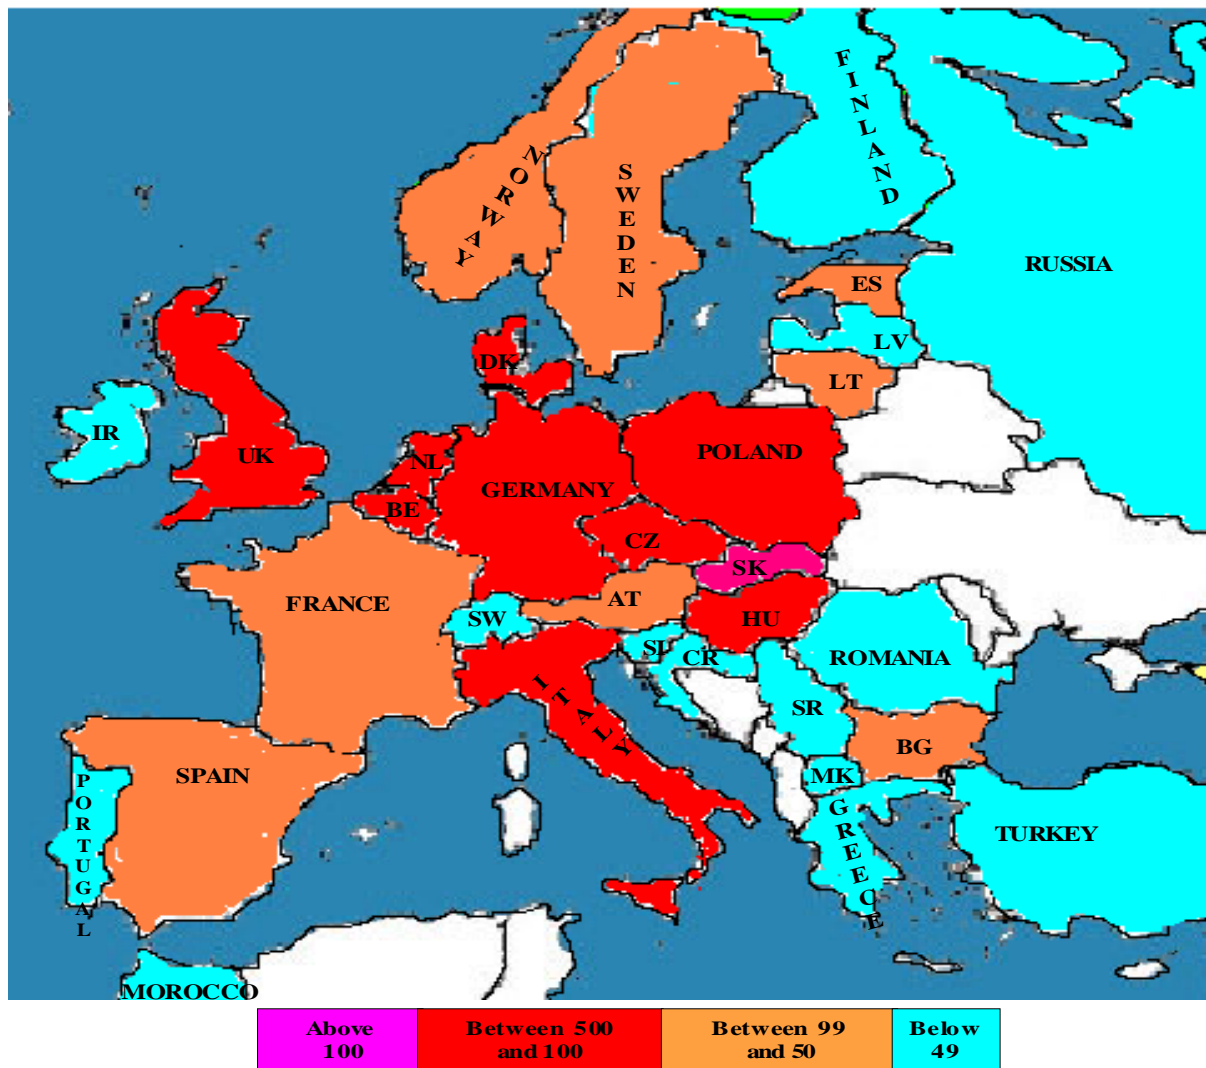 FINLAND
NORWAY
SWEDEN
RUSSIA
ES
LV
DK
LT
IR
UK
NL
POLAND
GERMANY
BE
CZ
SK
FRANCE
AT
SW
HU
SI
CR
ROMANIA
ITALY
SR
BG
SPAIN
MK
PORTUGAL
GREECE
TURKEY
MOROCCO
Above
100
Between 500
and 100
Between 99
and 50
Below
49